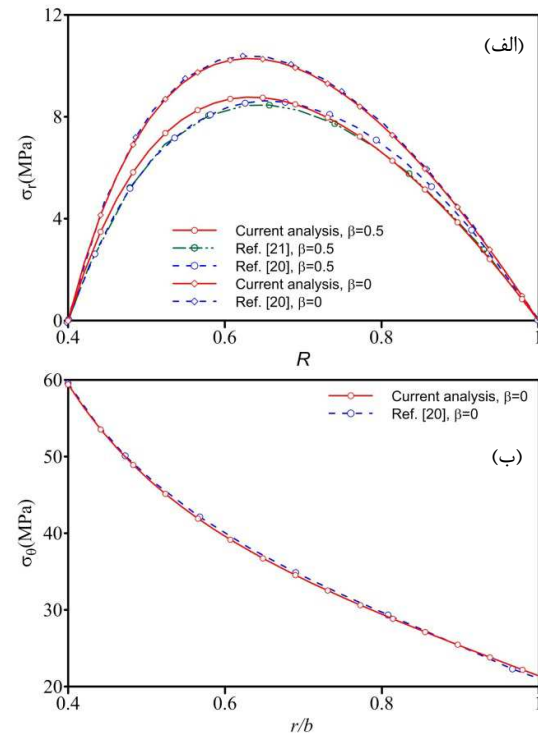 12
(الف)
8
σr(MPa)
4
Current analysis, β=0.5
Ref. [21], β=0.5
Ref. [20], β=0.5
Current analysis, β=0
Ref. [20], β=0
0
0.4 0.6 0.8 1
R
60
Current analysis, β=0
Ref. [20], β=0
50
(ب)
σθ(MPa)
40
30
20
0.4 0.6 0.8 1
r/b